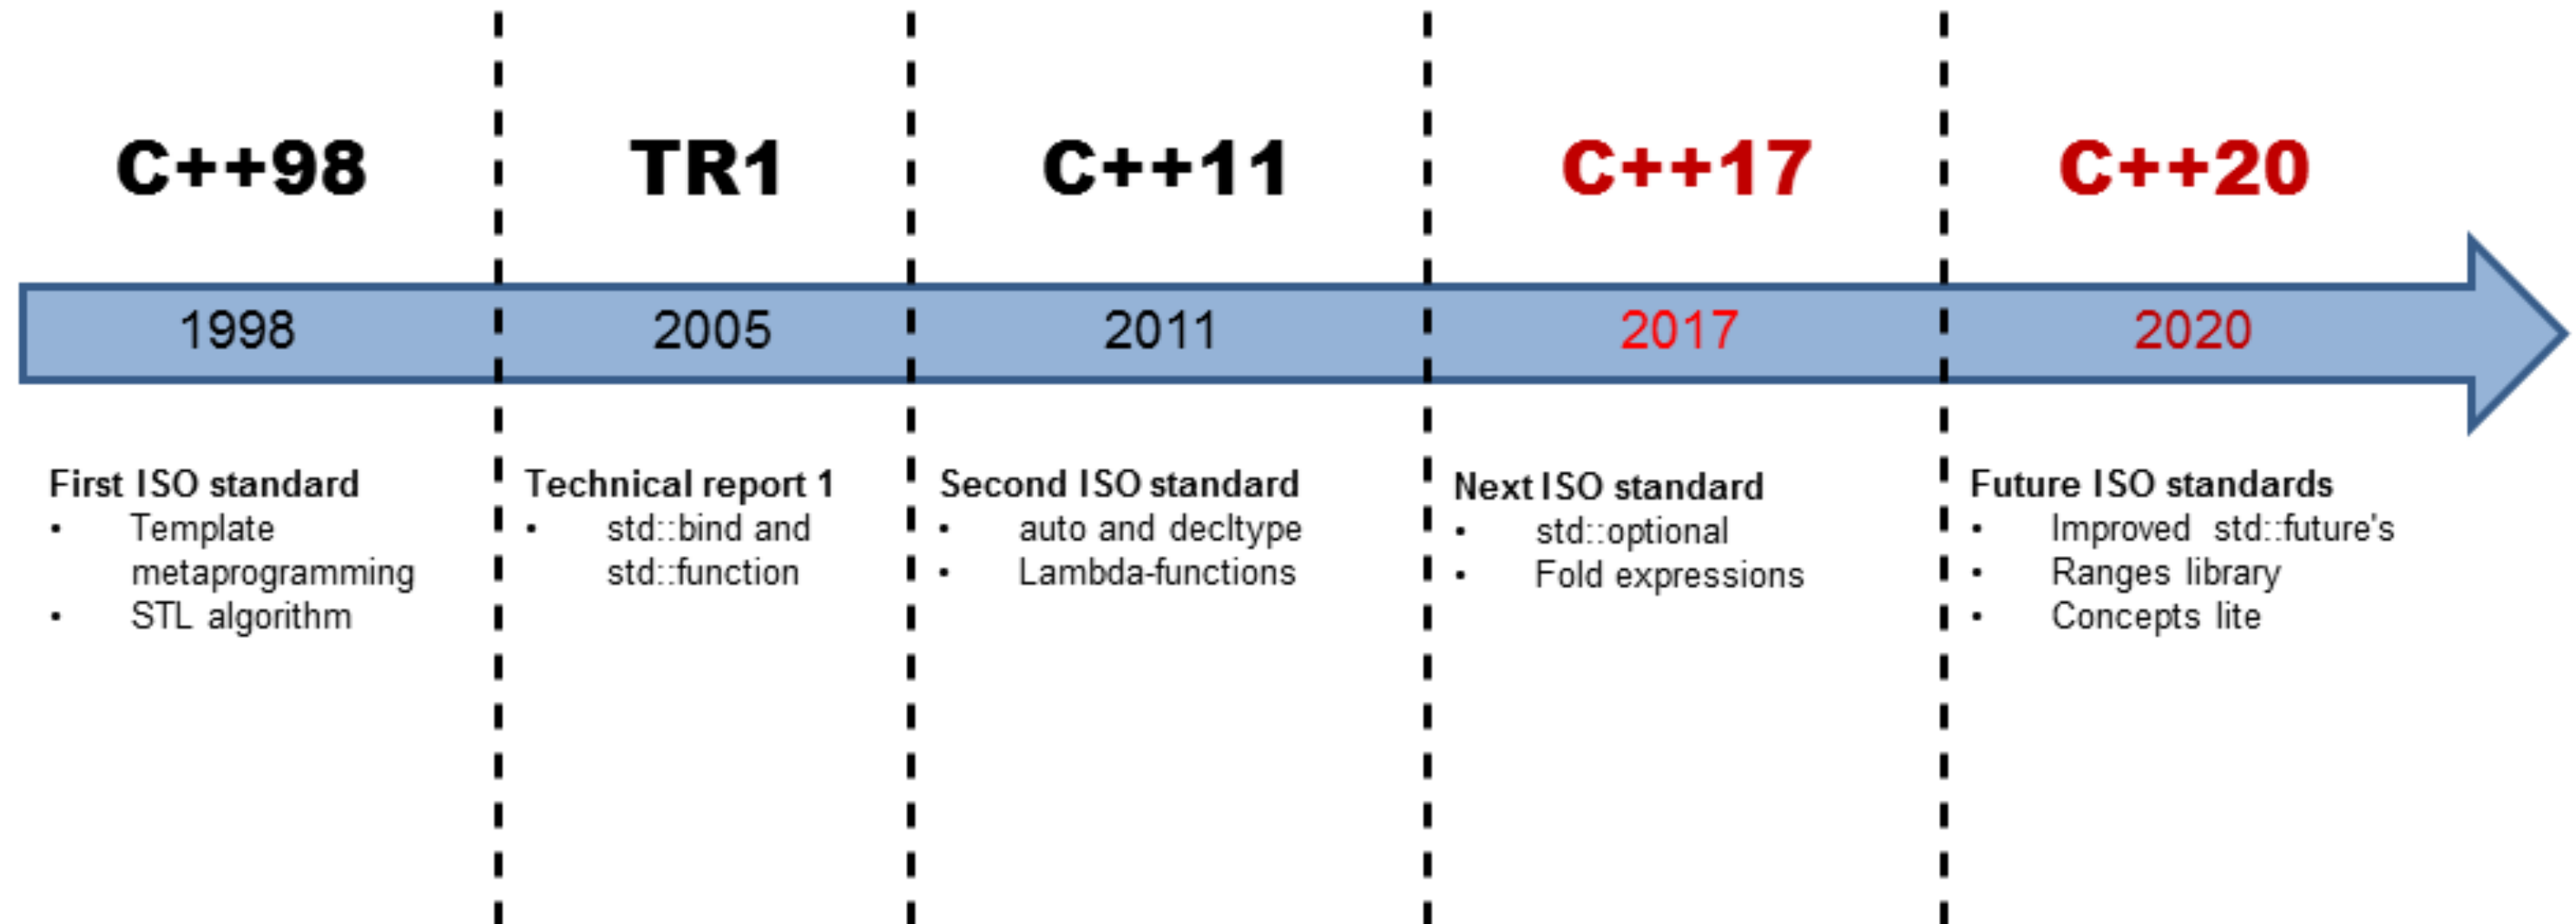 C++98
TR1
C++11
C++17
C++20
1998
2005
2011
2017
2020
First ISO standard
• Template
metaprogramming
• STL algorithm
Technical report 1
• std::bind and
std::function
Second ISO standard
• auto and decltype
• Lambda-functions
Next ISO standard
• std::optional
• Fold expressions
Future ISO standards
• Improved std::future's
• Ranges library
• Concepts lite